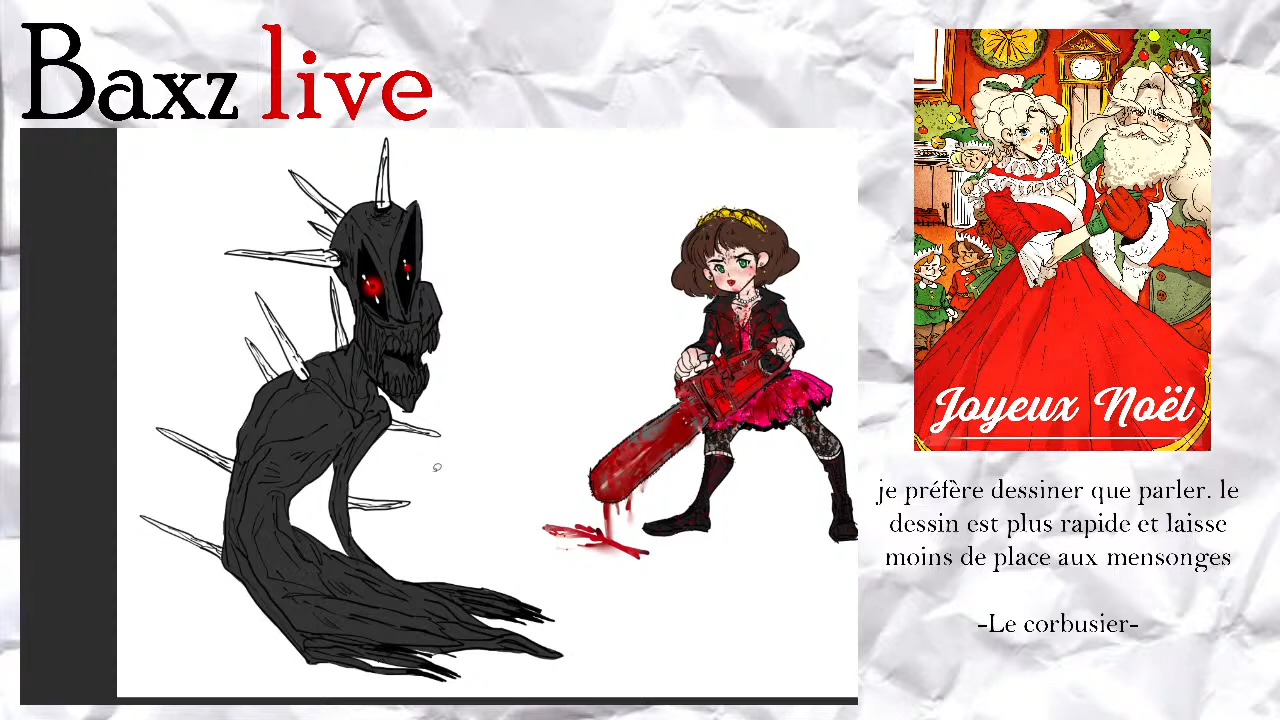 Baxz live
Joyeux Noël
je préfère dessiner que parler. le
dessin est plus rapide et laisse
moins de place aux mensonges
-Le corbusier-